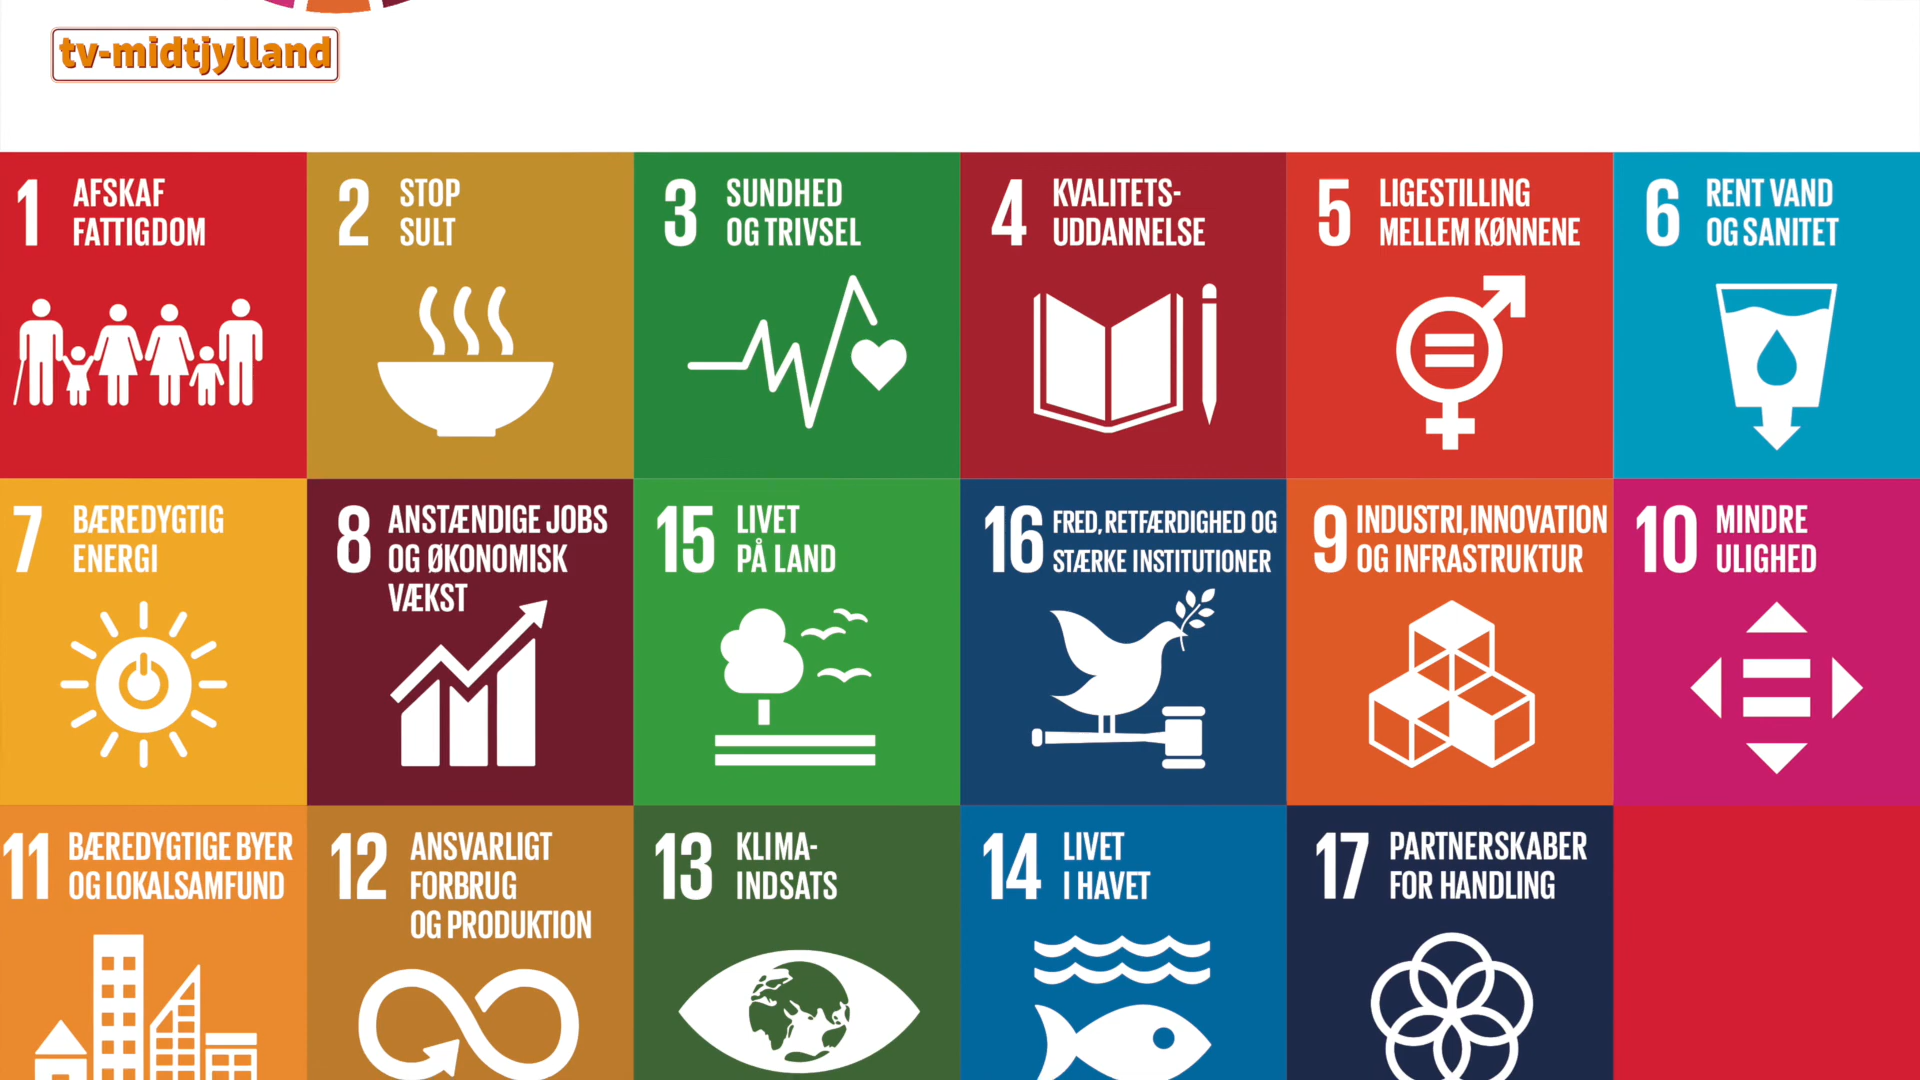 tv-midtjylland
1 AFSKAF
FATTIGDOM
2 STOP
SULT
3 SUNDHED
OG TRIVSEL
4 KVALITETS-
UDDANNELSE
5 LIGESTILLING
MELLEM KØNNENE
6 RENT VAND
OG SANITET
7 BÆREDYGTIG
ENERGI
8 ANSTÆNDIGE JOBS
OG ØKONOMISK
VÆKST
15 LIVET
PÅ LAND
16 FRED, RETFÆRDIGHED OG
STÆRKE INSTITUTIONER
9 INDUSTRI, INNOVATION
OG INFRASTRUKTUR
10 MINDRE
ULIGHED
11 BÆREDYGTIGE BYER
OG LOKALSAMFUND
12 ANSVARLIGT
FORBRUG
OG PRODUKTION
13 KLIMA-
INDSATS
14 LIVET
I HAVET
17 PARTNERSKABER
FOR HANDLING